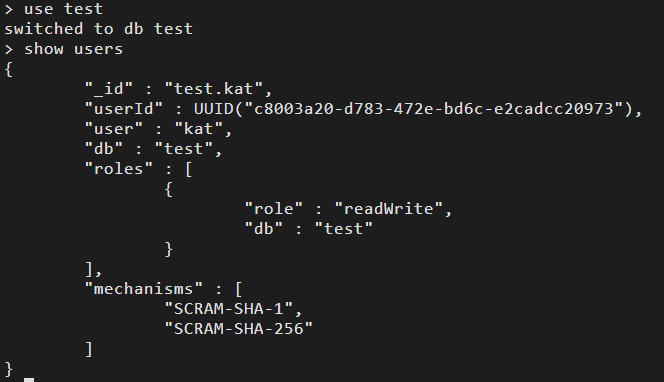 > use test
switched to db test
> show users
{
        "_id" : "test.kat",
        "userId" : UUID("c8003a20-d783-472e-bd6c-e2cadcc20973"),
        "user" : "kat",
        "db" : "test",
        "roles" : [
                {
                        "role" : "readWrite",
                        "db" : "test"
                }
        ],
        "mechanisms" : [
                "SCRAM-SHA-1",
                "SCRAM-SHA-256"
        ]
}